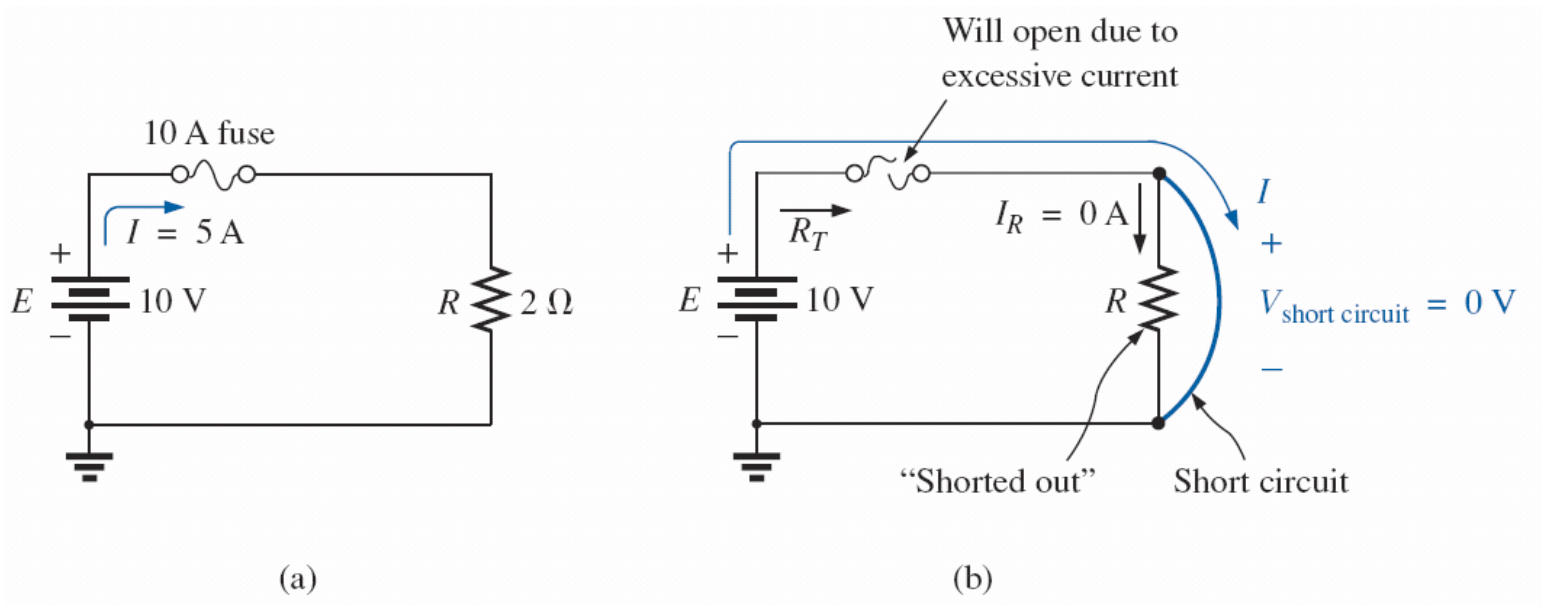 10 A fuse
I = 5 A
+
E
10 V
−
R
2 Ω
(a)
Will open due to
excessive current
R_T
I_R = 0 A
I
+
E
10 V
−
R
+
V_short circuit = 0 V
−
“Shorted out”
Short circuit
(b)